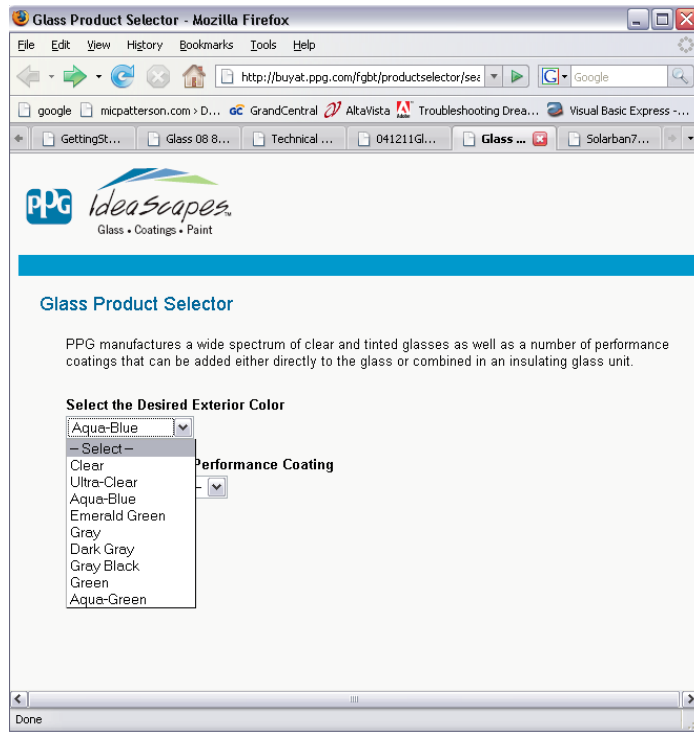 Glass Product Selector - Mozilla Firefox
File Edit View History Bookmarks Tools Help
http://buyat.ppg.com/fgbt/productselector/sea
G Google
google micpatterson.com > D... GC GrandCentral AltaVista Troubleshooting Drea... Visual Basic Express -...
GettingSt... Glass 08 8... Technical ... 041211Gl... Glass ... Solarban7...
PPG IdeaScapes™
Glass • Coatings • Paint
Glass Product Selector
PPG manufactures a wide spectrum of clear and tinted glasses as well as a number of performance
coatings that can be added either directly to the glass or combined in an insulating glass unit.
Select the Desired Exterior Color
Aqua-Blue
– Select –
Clear
Performance Coating
Ultra-Clear
Aqua-Blue
Emerald Green
Gray
Dark Gray
Gray Black
Green
Aqua-Green
Done